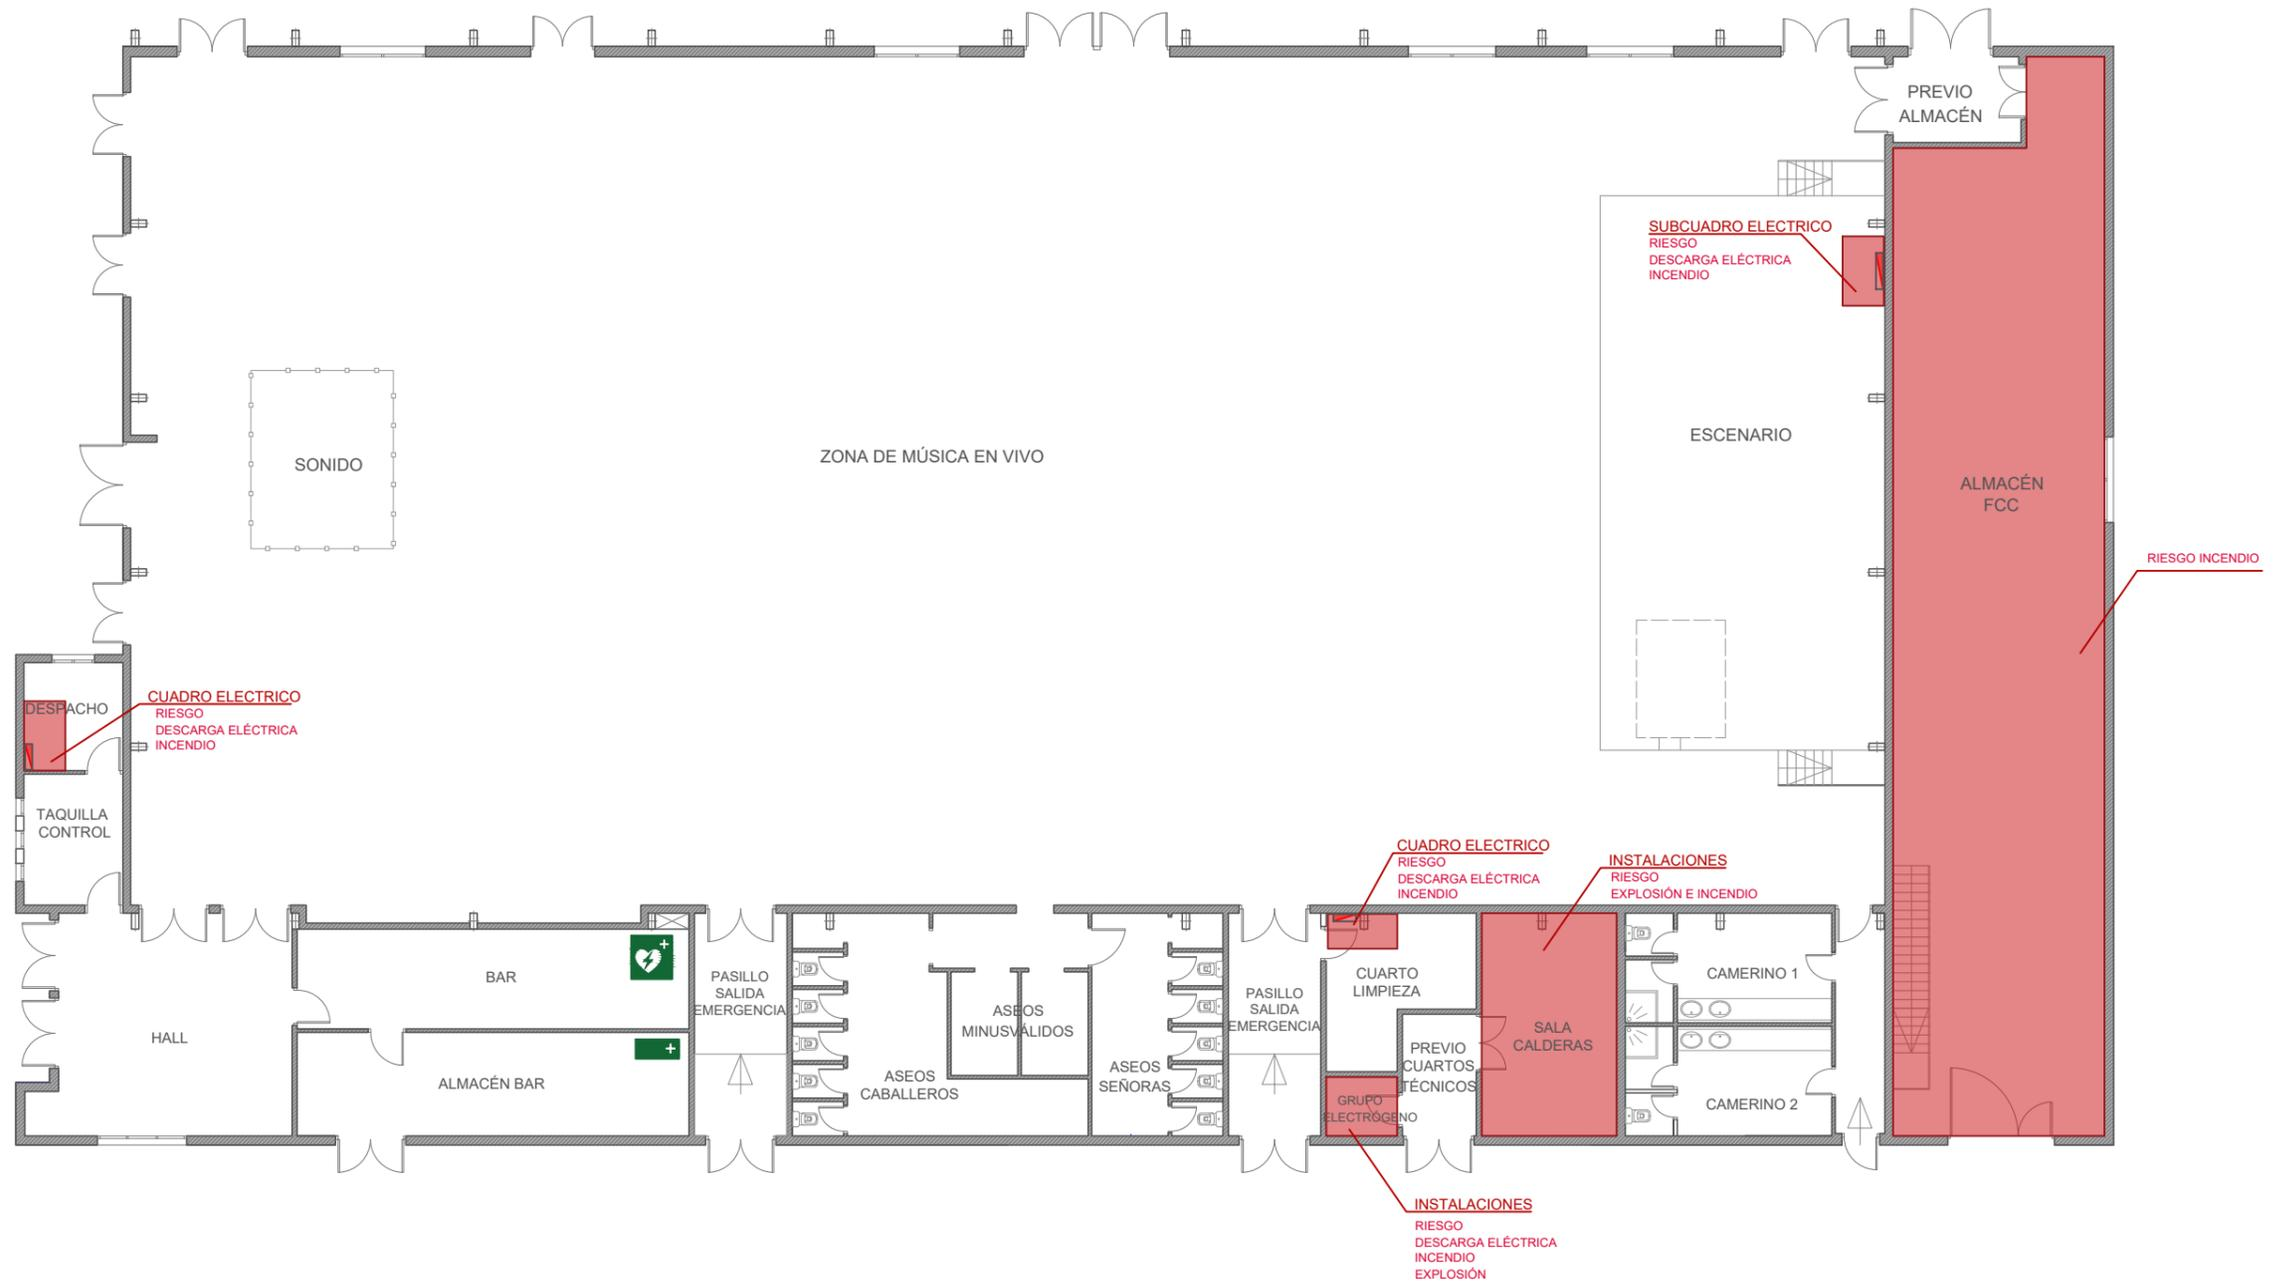 PREVIO
ALMACÉN
SUBCUADRO ELECTRICO
RIESGO
DESCARGA ELÉCTRICA
INCENDIO
SONIDO
ZONA DE MÚSICA EN VIVO
ESCENARIO
ALMACÉN
FCC
RIESGO INCENDIO
DESPACHO
CUADRO ELECTRICO
RIESGO
DESCARGA ELÉCTRICA
INCENDIO
TAQUILLA
CONTROL
CUADRO ELECTRICO
RIESGO
DESCARGA ELÉCTRICA
INCENDIO
INSTALACIONES
RIESGO
EXPLOSIÓN E INCENDIO
HALL
BAR
ALMACÉN BAR
PASILLO
SALIDA
EMERGENCIA
ASEOS
CABALLEROS
ASEOS
MINUSVÁLIDOS
ASEOS
SEÑORAS
PASILLO
SALIDA
EMERGENCIA
CUARTO
LIMPIEZA
PREVIO
CUARTOS
TÉCNICOS
GRUPO
ELECTRÓGENO
SALA
CALDERAS
CAMERINO 1
CAMERINO 2
INSTALACIONES
RIESGO
DESCARGA ELÉCTRICA
INCENDIO
EXPLOSIÓN